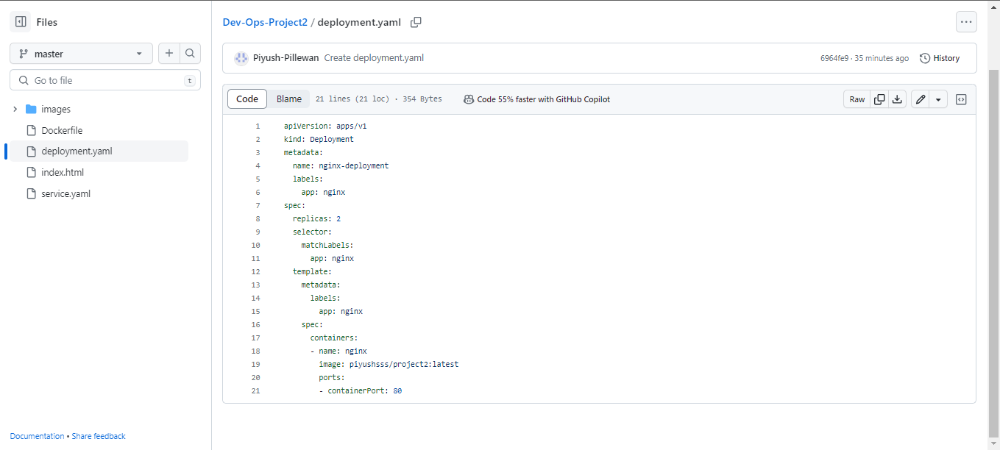 Files
master
Go to file
t
images
Dockerfile
deployment.yaml
index.html
service.yaml
Documentation • Share feedback
Dev-Ops-Project2 / deployment.yaml
Piyush-Pillewan Create deployment.yaml
6964fe9 · 35 minutes ago
History
Code
Blame
21 lines (21 loc) · 354 Bytes
Code 55% faster with GitHub Copilot
Raw
1 apiVersion: apps/v1
2 kind: Deployment
3 metadata:
4   name: nginx-deployment
5   labels:
6     app: nginx
7 spec:
8   replicas: 2
9   selector:
10     matchLabels:
11       app: nginx
12   template:
13     metadata:
14       labels:
15         app: nginx
16     spec:
17       containers:
18       - name: nginx
19         image: piyushsss/project2:latest
20         ports:
21         - containerPort: 80